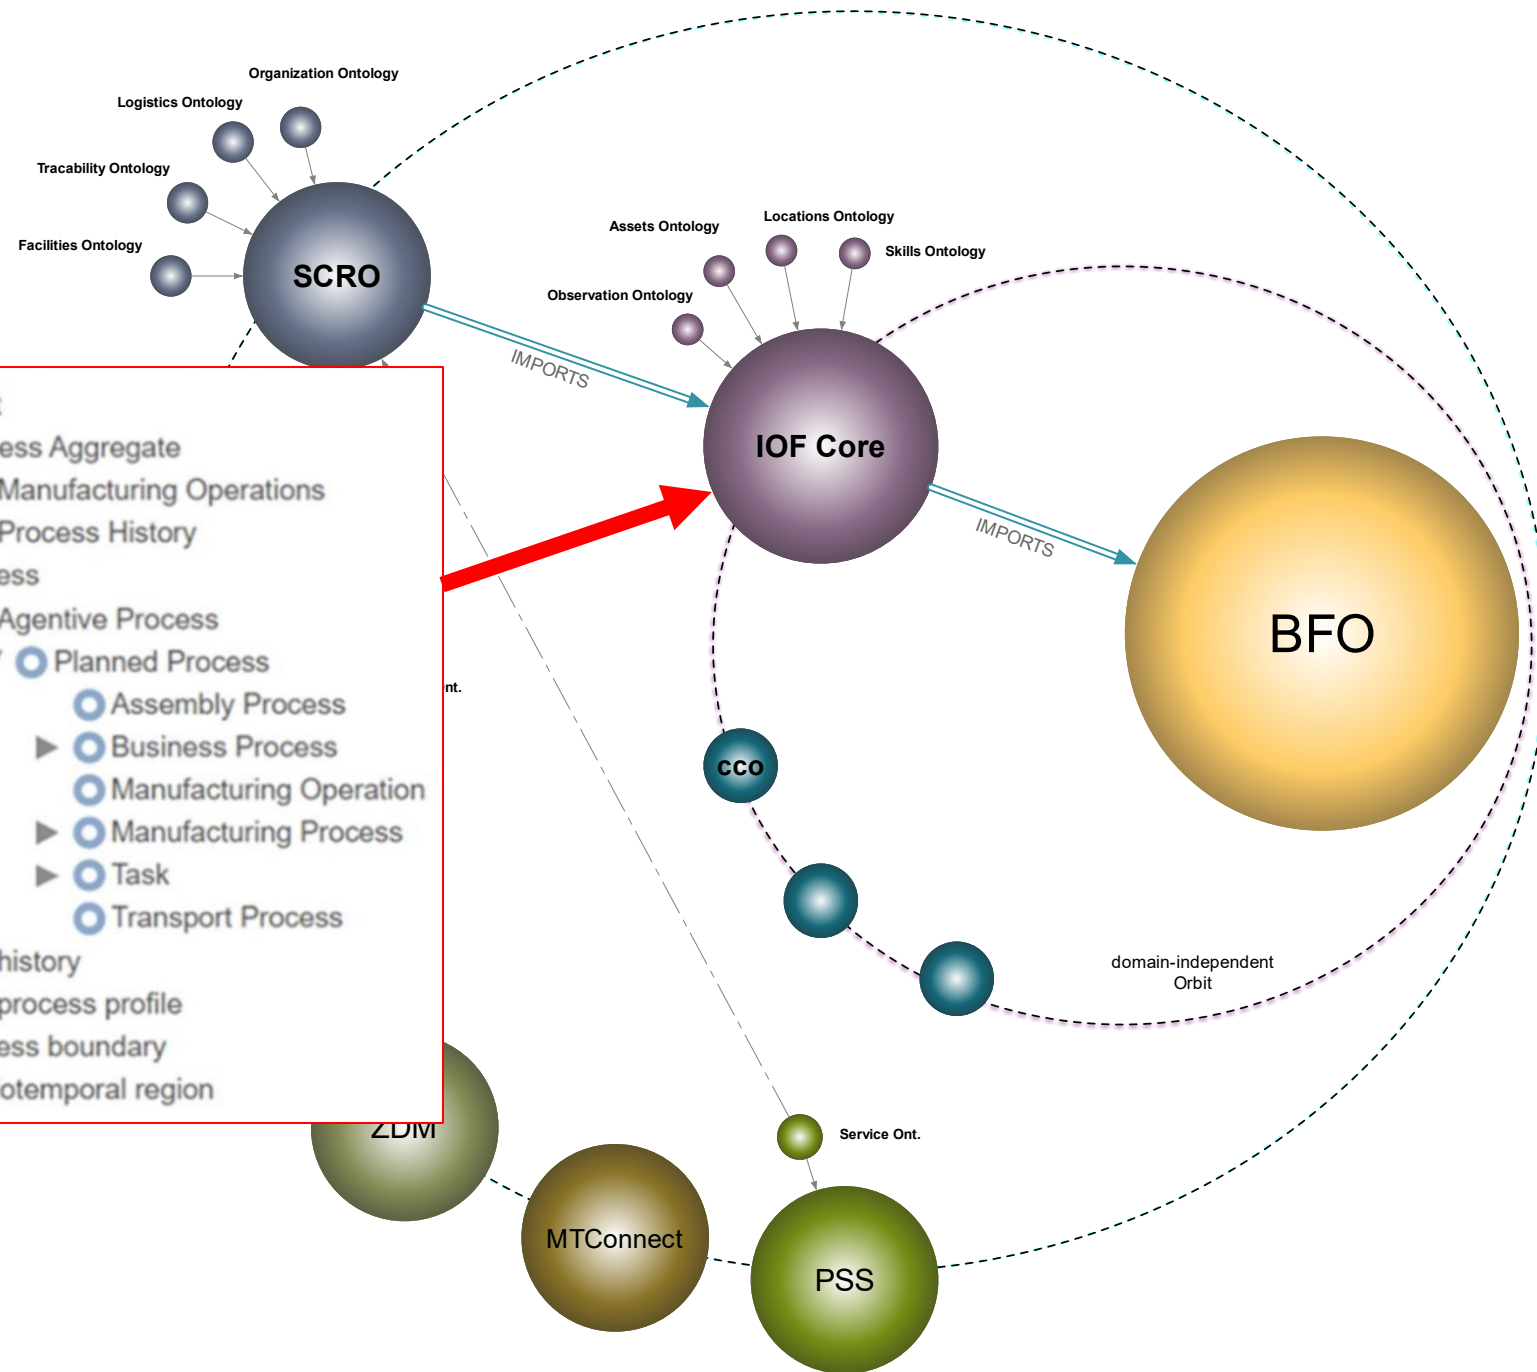 Organization Ontology
Logistics Ontology
Tracability Ontology
Facilities Ontology
SCRO
Locations Ontology
Assets Ontology
Skills Ontology
Observation Ontology
IMPORTS
IOF Core
IMPORTS
BFO
ess Aggregate
Manufacturing Operations
Process History
ess
Agentive Process
Planned Process
Assembly Process
Business Process
Manufacturing Operation
Manufacturing Process
Task
Transport Process
history
process profile
ess boundary
otemporal region
nt.
cco
domain-independent
Orbit
ZDM
Service Ont.
MTConnect
PSS